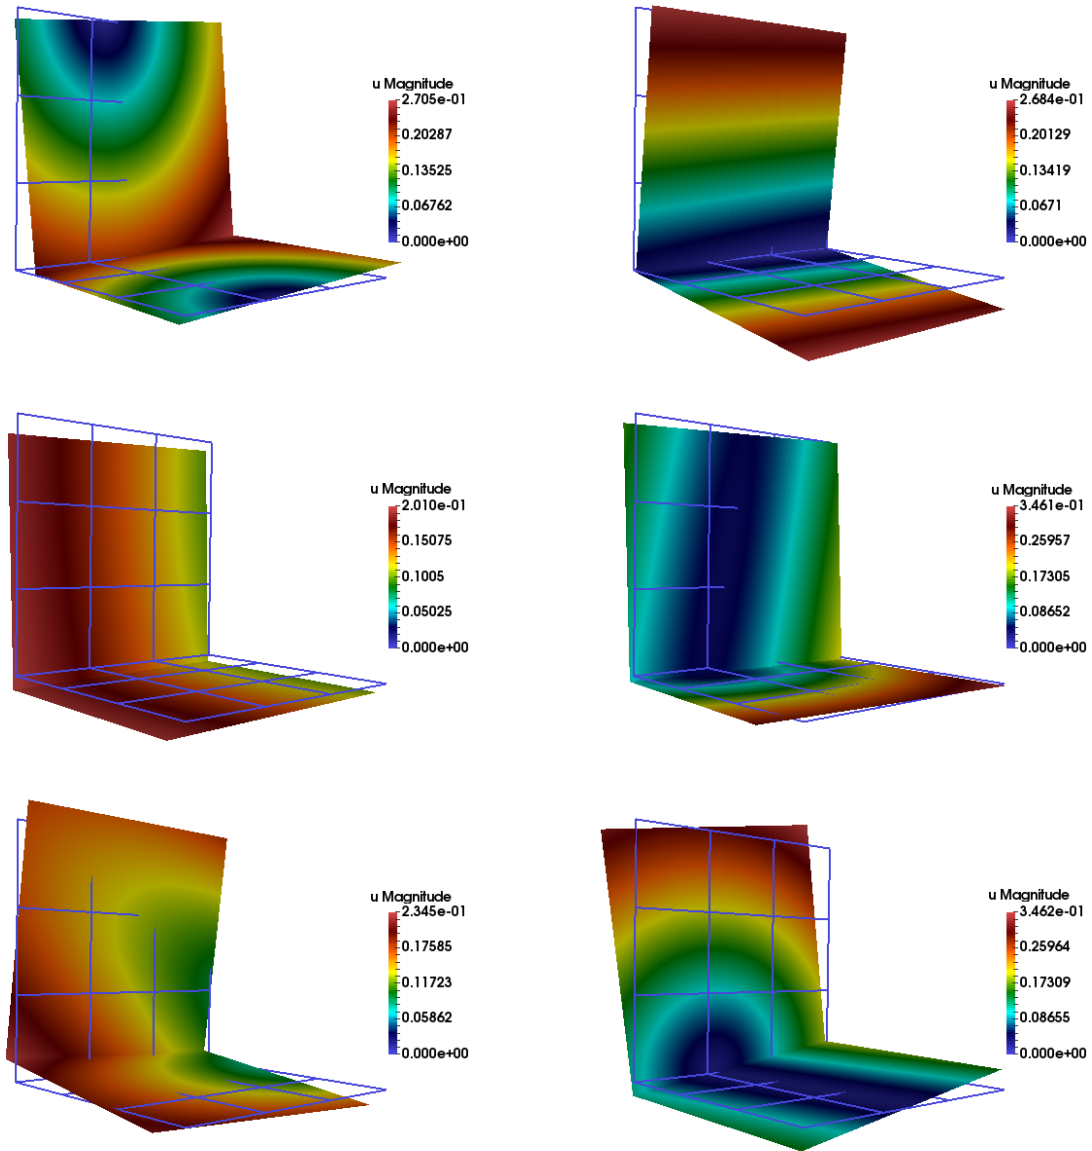 u Magnitude
2.705e-01
0.20287
0.13525
0.06762
0.000e+00
u Magnitude
2.684e-01
0.20129
0.13419
0.0671
0.000e+00
u Magnitude
2.010e-01
0.15075
0.1005
0.05025
0.000e+00
u Magnitude
3.461e-01
0.25957
0.17305
0.08652
0.000e+00
u Magnitude
2.345e-01
0.17585
0.11723
0.05862
0.000e+00
u Magnitude
3.462e-01
0.25964
0.17309
0.08655
0.000e+00